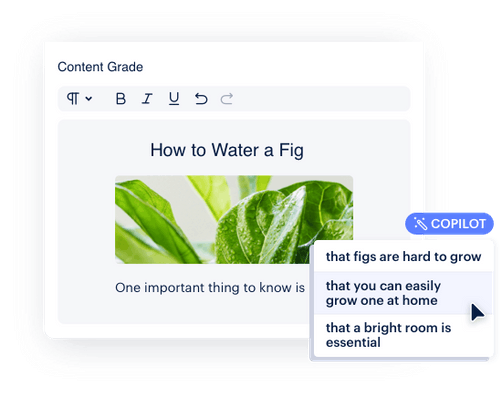 Content Grade
B I U
How to Water a Fig
COPILOT
One important thing to know is
that figs are hard to grow
that you can easily
grow one at home
that a bright room is
essential